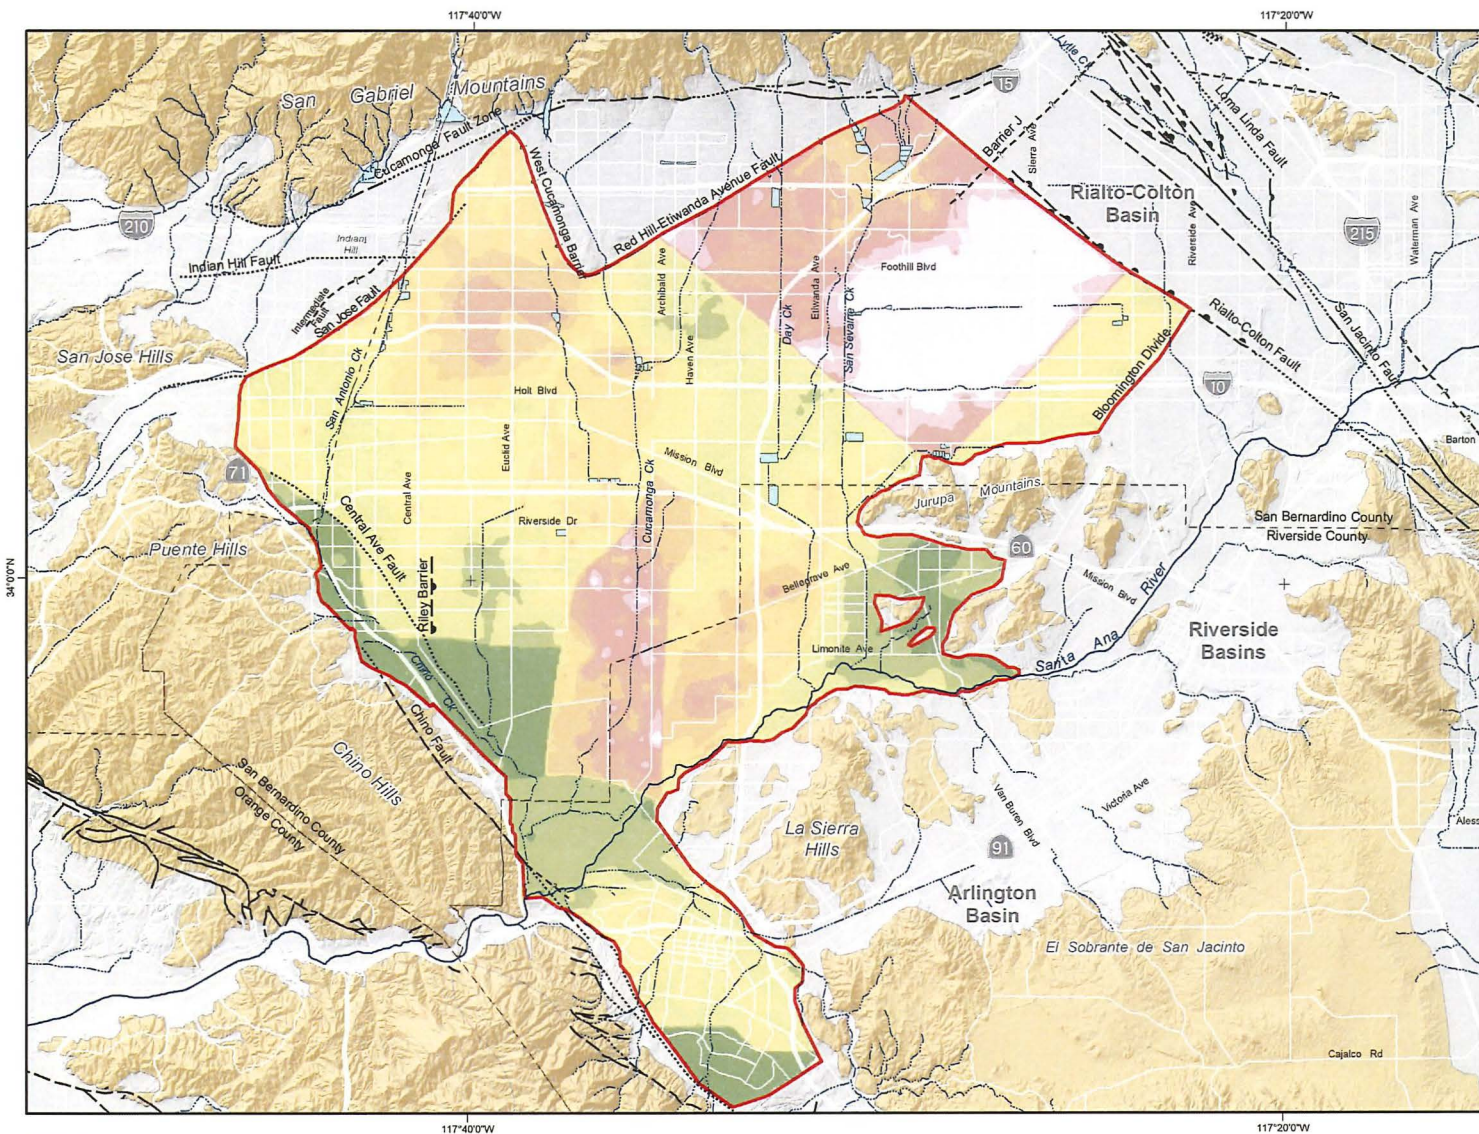 117°40'0"W
117°20'0"W
San Gabriel Mountains
Cucamonga Fault Zone
15
Lytle Ck
Loma Linda Fault
Barrier J
Sierra Ave
West Cucamonga Barrier
Red Hill-Etiwanda Avenue Fault
Rialto-Colton
Basin
210
Indian
Hill
Indian Hill Fault
Riverside Ave
215
Waterman Ave
Intermediate
Fault
San Jose Fault
Archibald Ave
Etiwanda Ave
Foothill Blvd
San Jose Hills
San Antonio Ck
Haven Ave
Day Ck
San Sevaine Ck
Rialto-Colton Fault
San Jacinto Fault
Bloomington Divide
Holt Blvd
10
Euclid Ave
Barton
71
Central Ave
Mission Blvd
Cucamonga Ck
Jurupa Mountains
Puente Hills
Central Ave Fault
Riverside Dr
San Bernardino County
Riverside County
60
34°0'0"N
Riley Barrier
Bellegrave Ave
Mission Blvd
Santa Ana River
Riverside
Basins
Limonite Ave
Chino Ck
Chino Fault
Chino Hills
San Bernardino County
Orange County
Van Buren Blvd
Victoria Ave
La Sierra
Hills
Aless
91
Arlington
Basin
El Sobrante de San Jacinto
Cajalco Rd
117°40'0"W
117°20'0"W